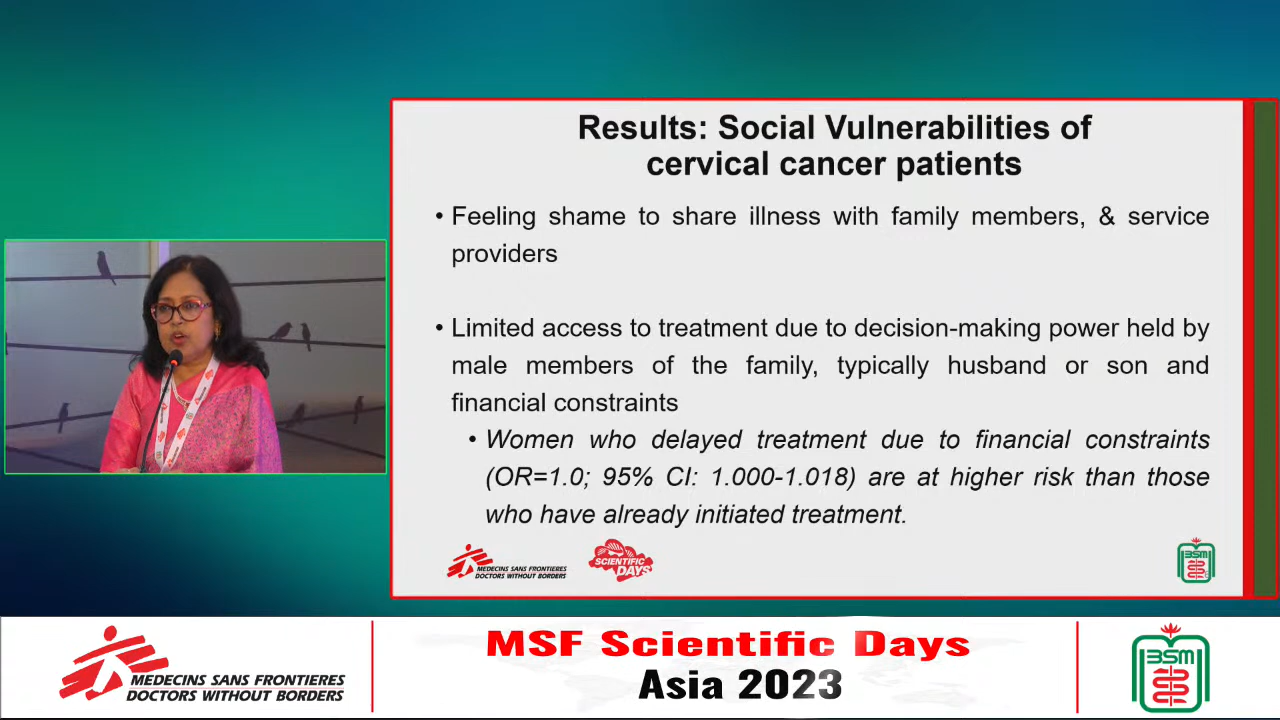 Results: Social Vulnerabilities of
cervical cancer patients
• Feeling shame to share illness with family members, & service
providers
• Limited access to treatment due to decision-making power held by
male members of the family, typically husband or son and
financial constraints
• Women who delayed treatment due to financial constraints
(OR=1.0; 95% CI: 1.000-1.018) are at higher risk than those
who have already initiated treatment.
MEDECINS SANS FRONTIERES
DOCTORS WITHOUT BORDERS
SCIENTIFIC
DAYS
BSM
MEDECINS SANS FRONTIERES
DOCTORS WITHOUT BORDERS
MSF Scientific Days
Asia 2023
BSM